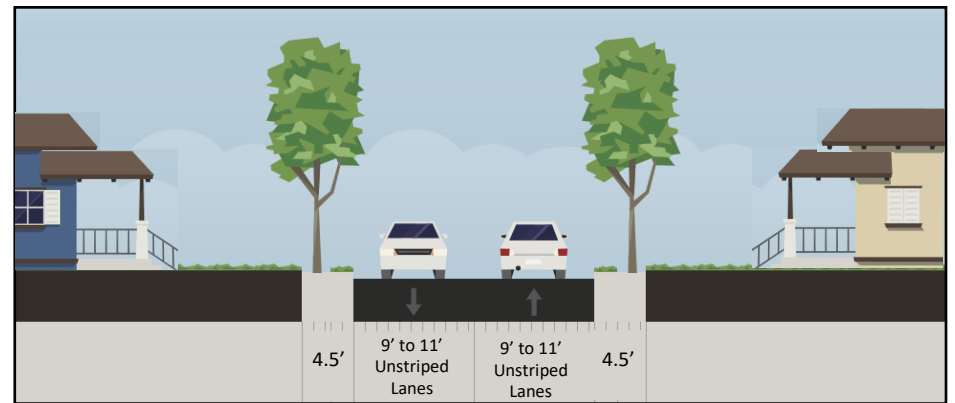 4.5’
9’ to 11’
Unstriped
Lanes
9’ to 11’
Unstriped
Lanes
4.5’